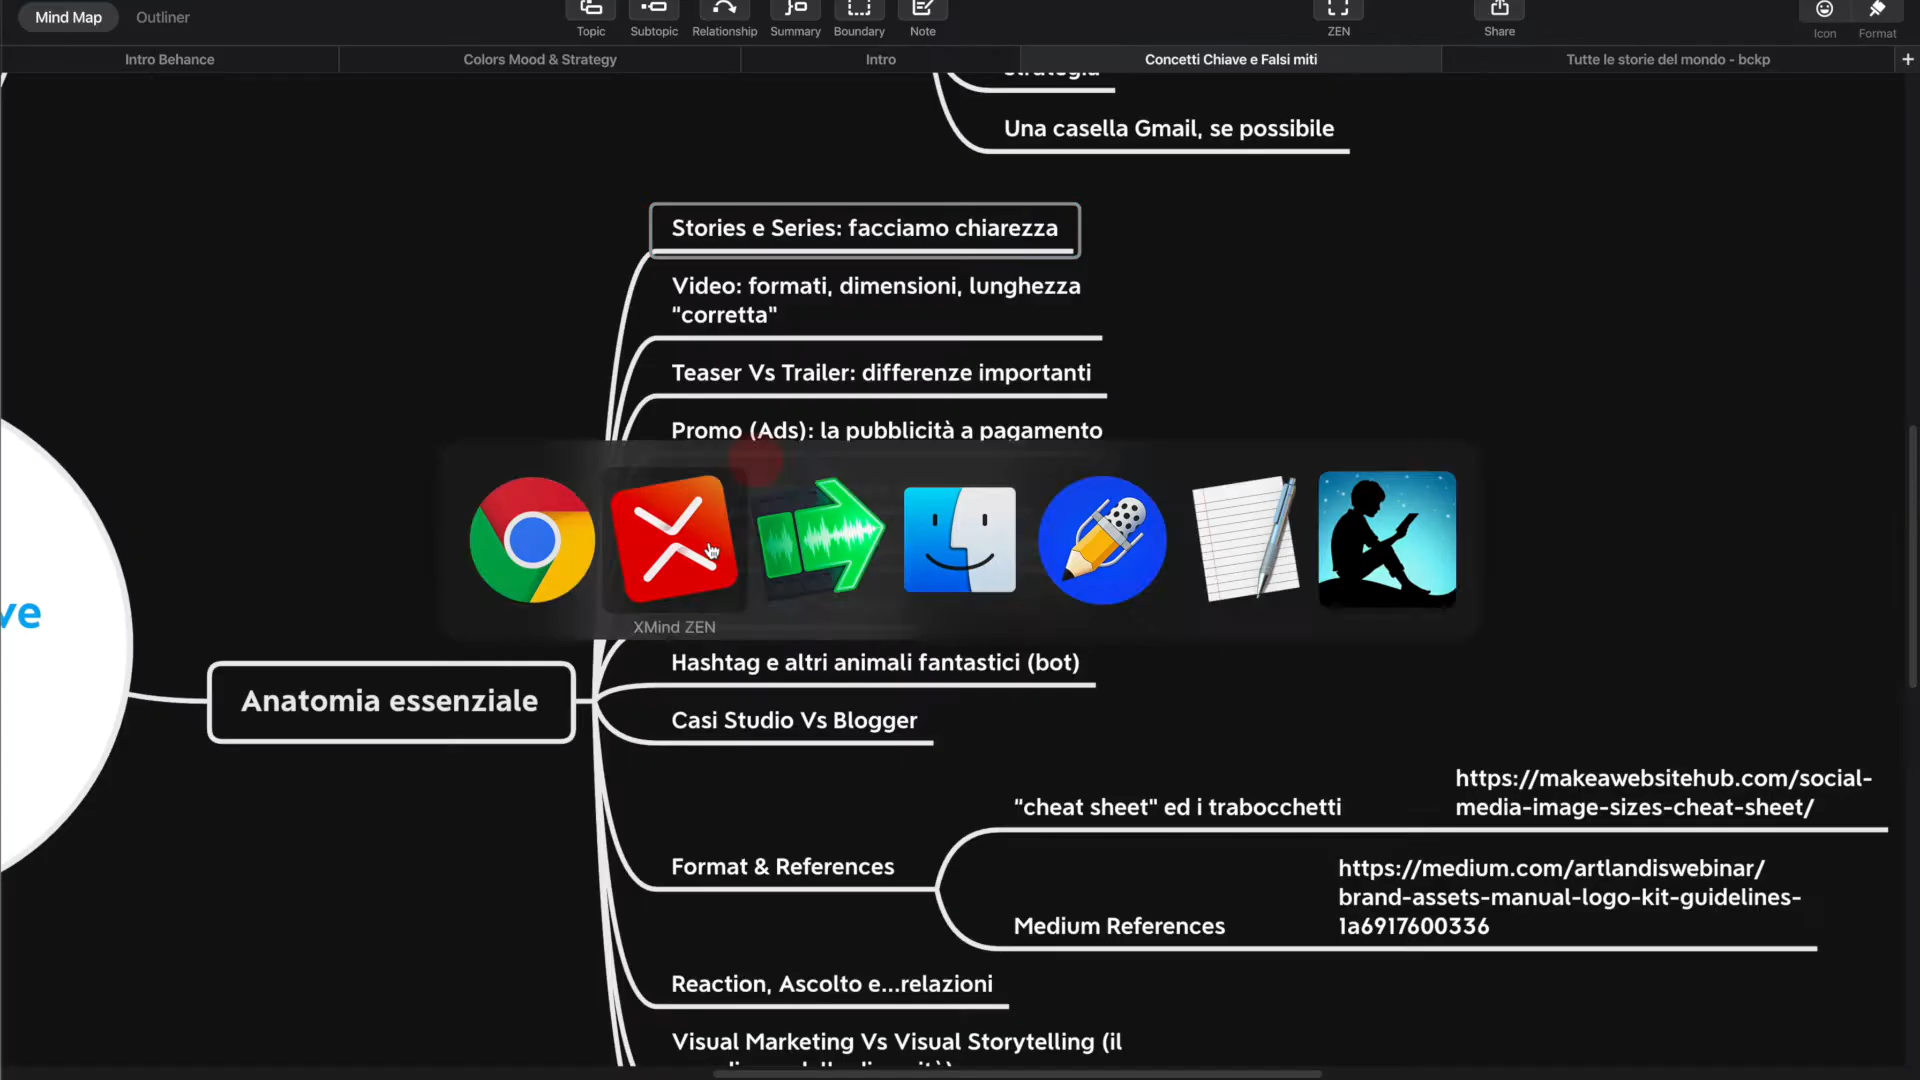 Mind Map
Outliner
Topic
Subtopic
Relationship
Summary
Boundary
Note
ZEN
Share
Icon
Format
Intro Behance
Colors Mood & Strategy
Intro
Concetti Chiave e Falsi miti
Tutte le storie del mondo - bckp
Strategia
Una casella Gmail, se possibile
Stories e Series: facciamo chiarezza
Video: formati, dimensioni, lunghezza
“corretta"
Teaser Vs Trailer: differenze importanti
Promo (Ads): la pubblicità a pagamento
XMind ZEN
Hashtag e altri animali fantastici (bot)
ve
Anatomia essenziale
Casi Studio Vs Blogger
“cheat sheet" ed i trabocchetti
https://makeawebsitehub.com/social-
media-image-sizes-cheat-sheet/
Format & References
Medium References
https://medium.com/artlandiswebinar/
brand-assets-manual-logo-kit-guidelines-
1a6917600336
Reaction, Ascolto e...relazioni
Visual Marketing Vs Visual Storytelling (il